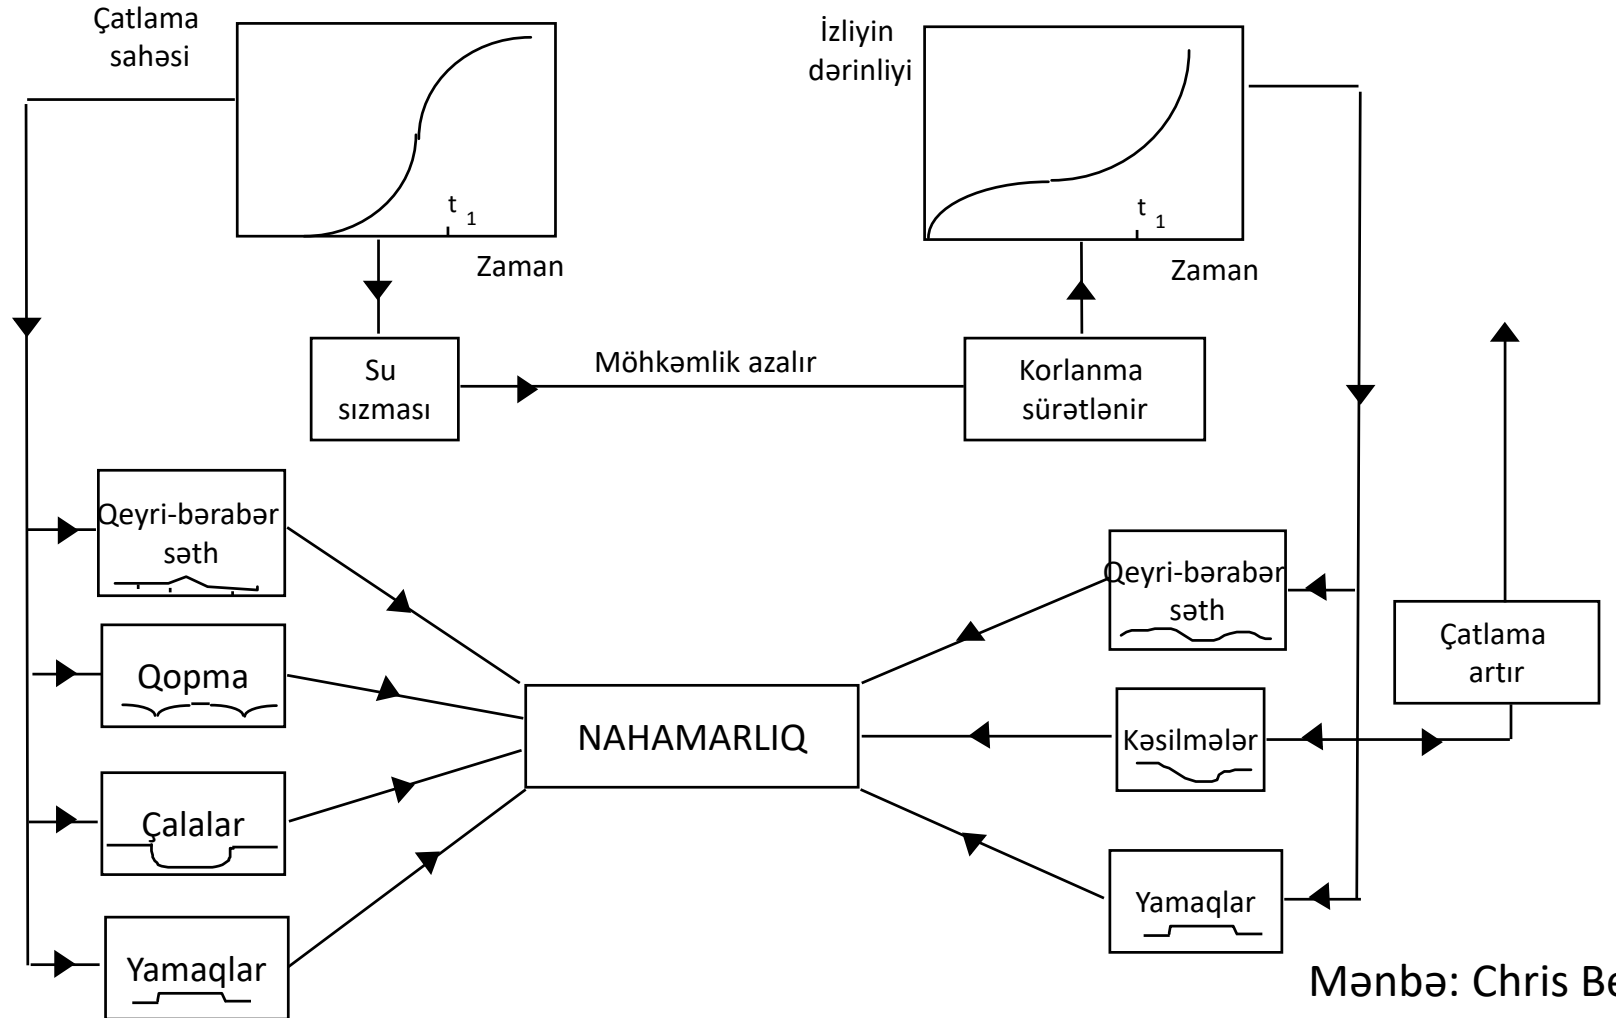 Çatlama
sahəsi
t 1
Zaman
İzliyin
dərinliyi
t 1
Zaman
Su
sızması
Möhkəmlik azalır
Korlanma
sürətlənir
Qeyri-bərabər
səth
Qopma
Çalalar
Yamaqlar
NAHAMARLIQ
Qeyri-bərabər
səth
Kəsilmələr
Yamaqlar
Çatlama
artır
Mənbə: Chris Be